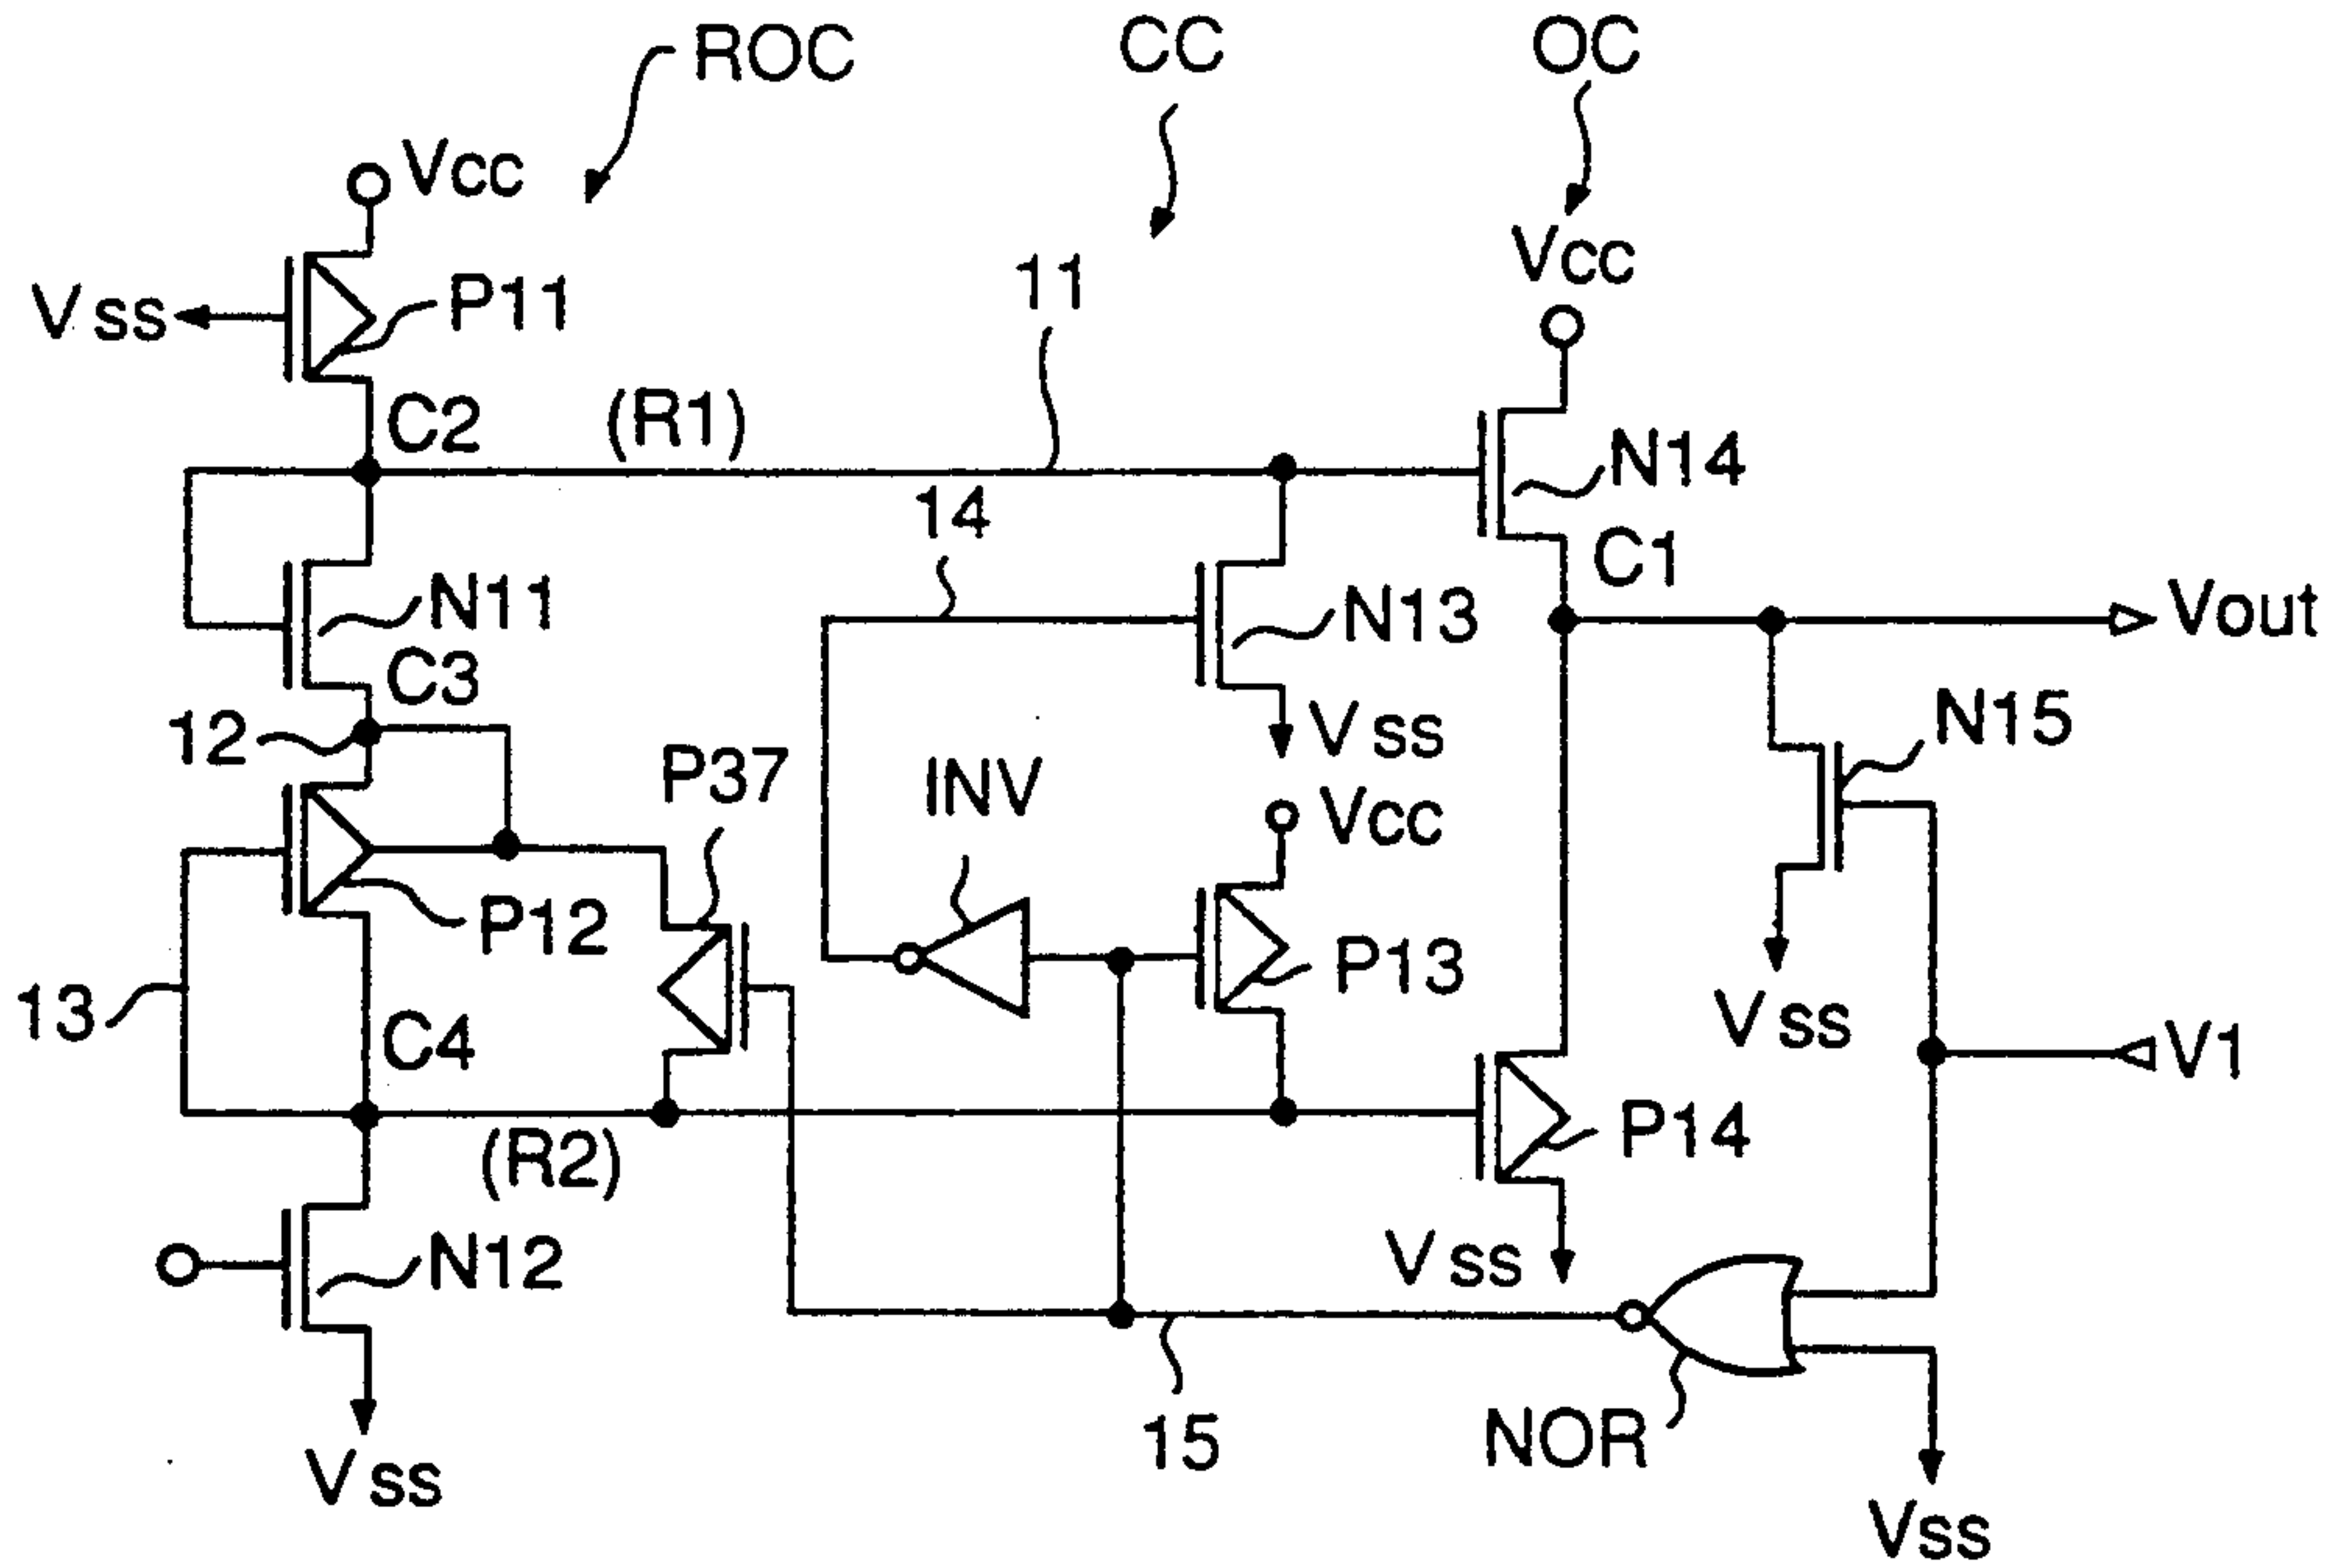 ROC
CC
OC
Vcc
Vcc
Vss
P11
11
C2
(R1)
N14
14
C1
N11
N13
Vout
C3
12
Vss
N15
P37
INV
Vcc
P12
P13
13
Vss
C4
V1
P14
(R2)
N12
Vss
15
NOR
Vss
Vss